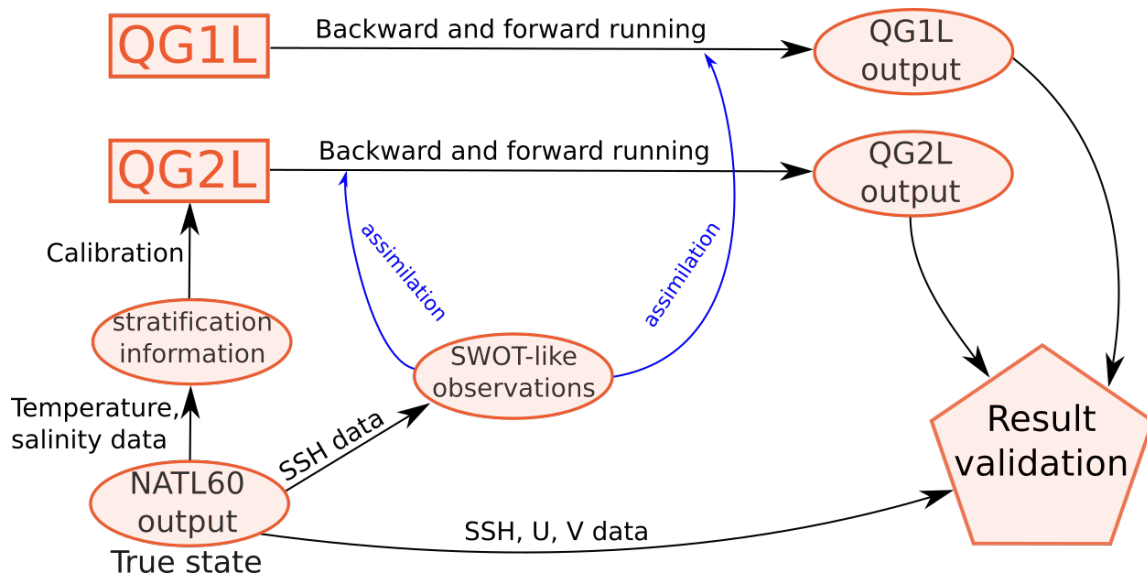 QG1L
Backward and forward running
QG1L
output
QG2L
Backward and forward running
QG2L
output
Calibration
assimilation
assimilation
stratification
information
SWOT-like
observations
Temperature,
salinity data
SSH data
Result
validation
NATL60
output
SSH, U, V data
True state